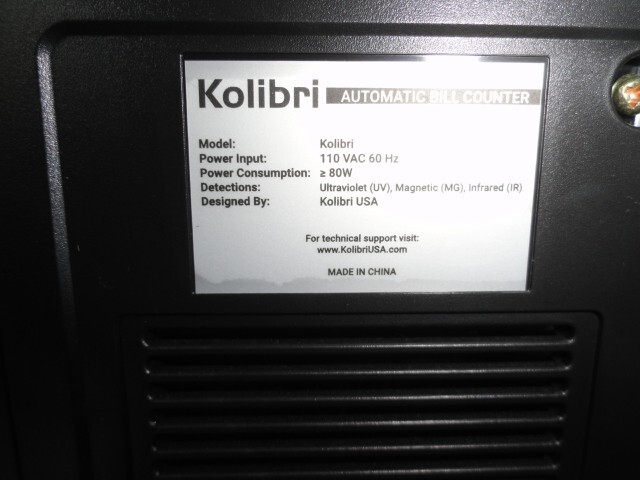 Kolibri AUTOMATIC BILL COUNTER
Model: Kolibri
Power Input: 110 VAC 60 Hz
Power Consumption: ≥ 80W
Detections: Ultraviolet (UV), Magnetic (MG), Infrared (IR)
Designed By: Kolibri USA
For technical support visit:
www.KolibriUSA.com
MADE IN CHINA